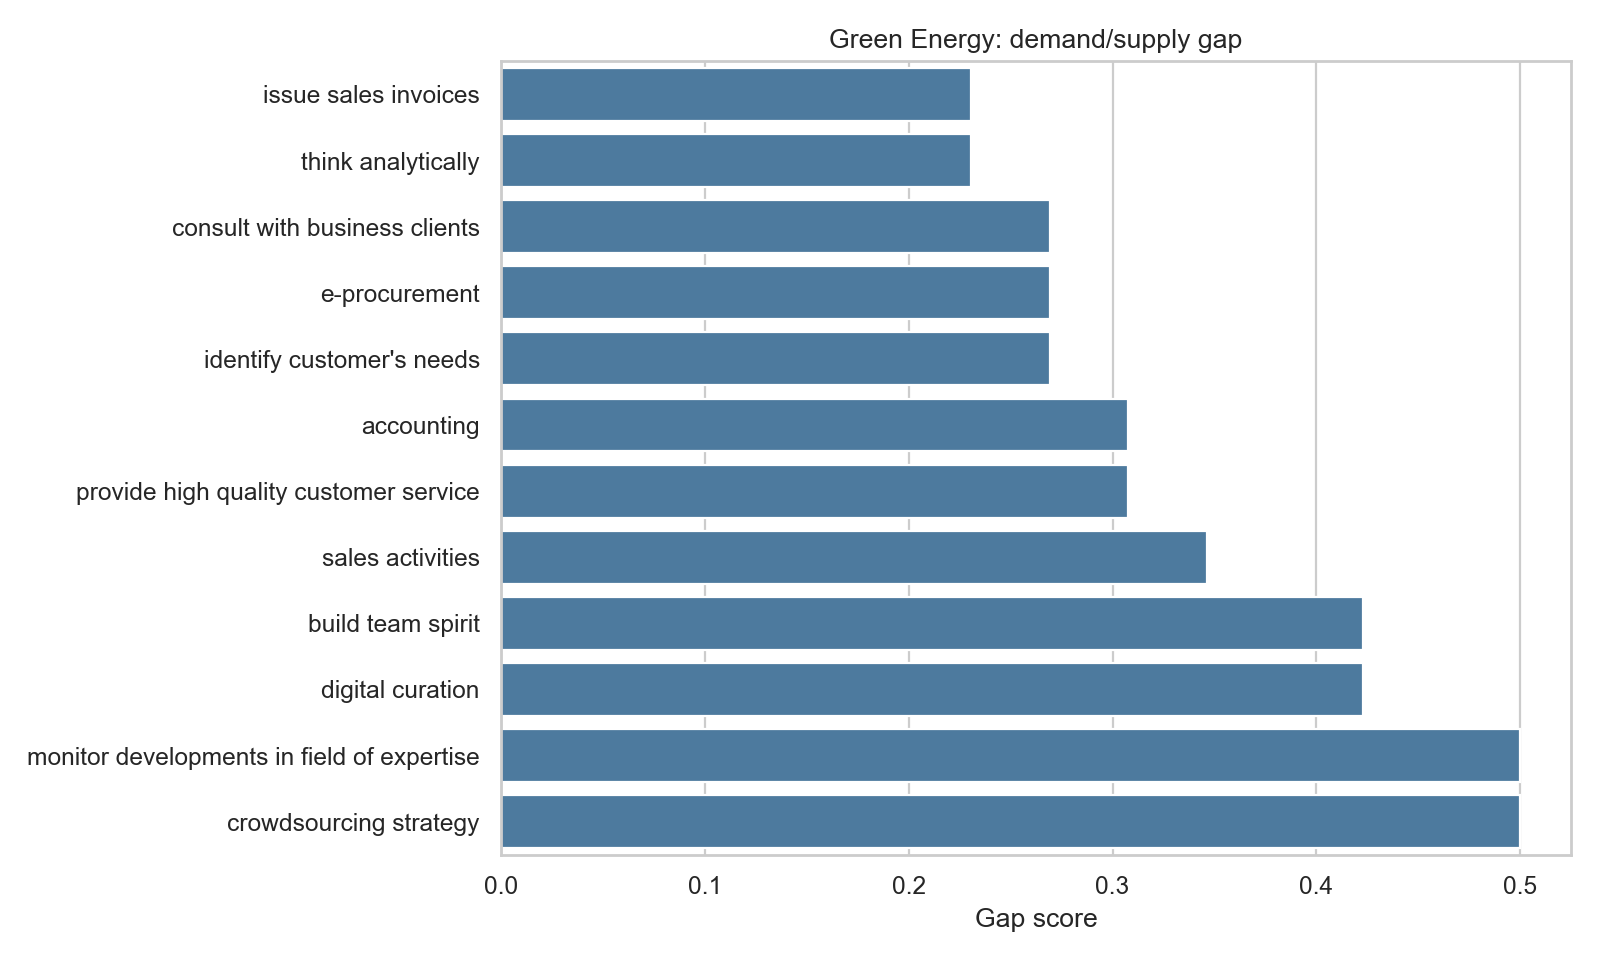 Green Energy: demand/supply gap
issue sales invoices
think analytically
consult with business clients
e-procurement
identify customer's needs
accounting
provide high quality customer service
sales activities
build team spirit
digital curation
monitor developments in field of expertise
crowdsourcing strategy
0.0 0.1 0.2 0.3 0.4 0.5
Gap score